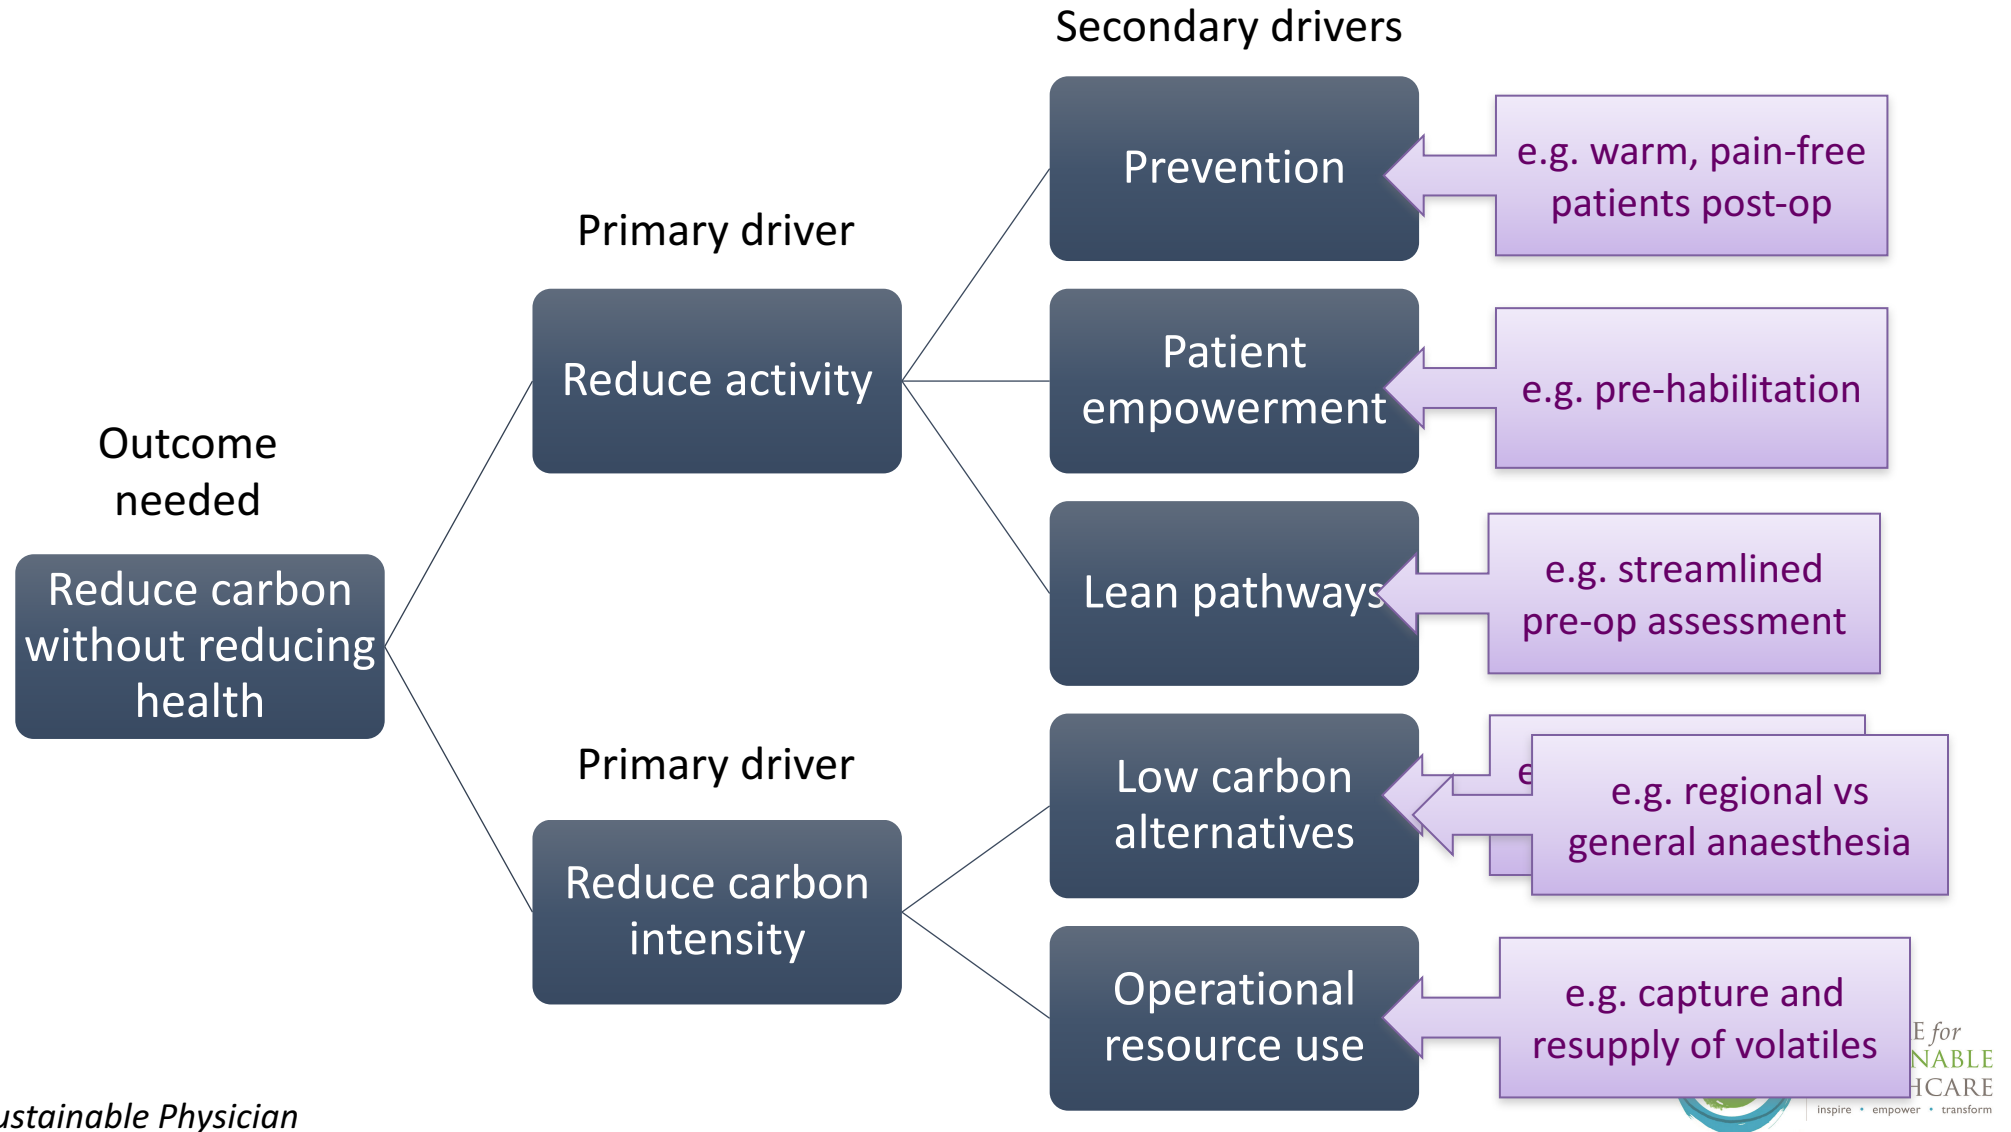 Secondary drivers
Prevention
e.g. warm, pain-free
patients post-op
Primary driver
Reduce activity
Patient
empowerment
e.g. pre-habilitation
Outcome
needed
Reduce carbon
without reducing
health
Lean pathways
e.g. streamlined
pre-op assessment
Primary driver
Reduce carbon
intensity
Low carbon
alternatives
e.g. regional vs
general anaesthesia
Operational
resource use
e.g. capture and
resupply of volatiles
for
inspire • empower • transform
Physician